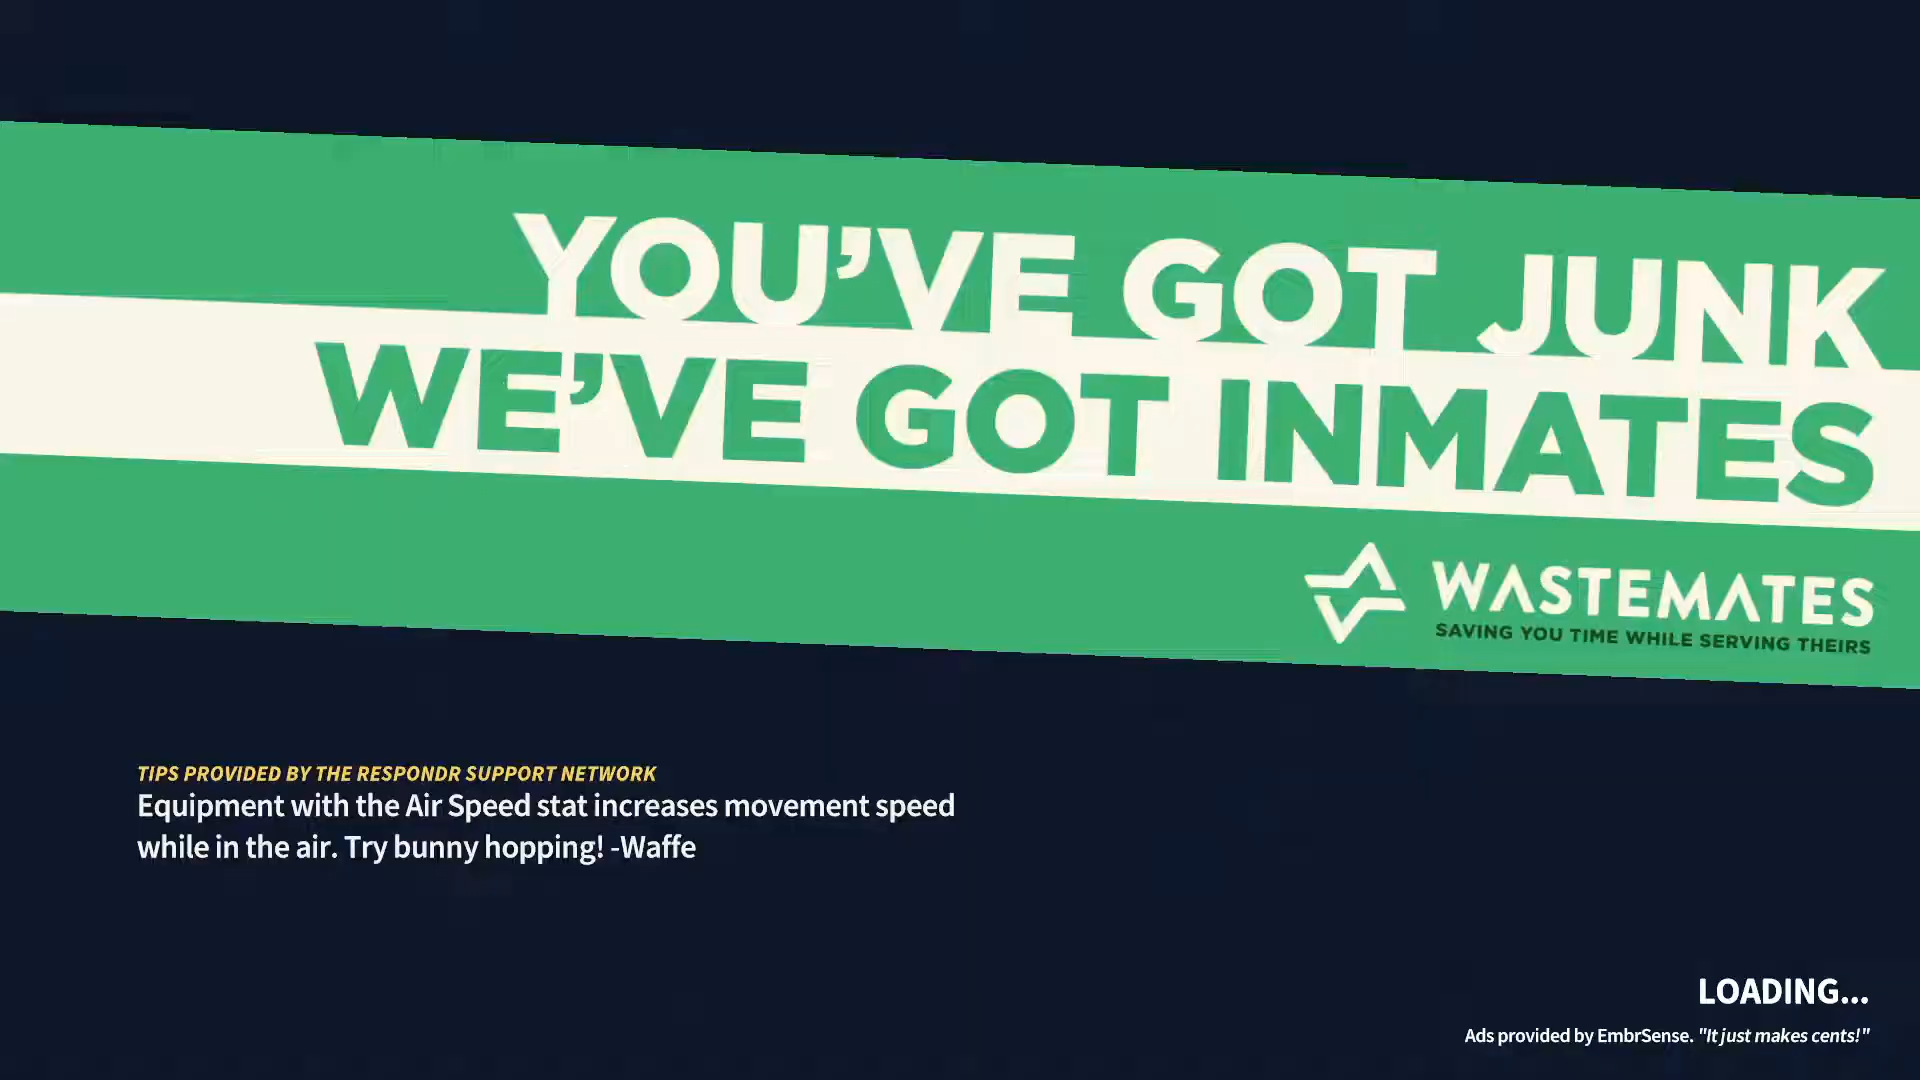 YOU'VE GOT JUNK
WE'VE GOT INMATES
WASTEMATES
SAVING YOU TIME WHILE SERVING THEIRS
TIPS PROVIDED BY THE RESPONDR SUPPORT NETWORK
Equipment with the Air Speed stat increases movement speed
while in the air. Try bunny hopping! -Waffe
LOADING...
Ads provided by EmbrSense. "It just makes cents!"